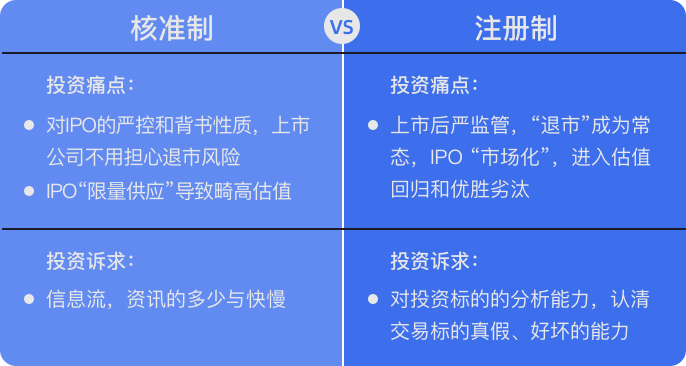 核准制
VS
注册制
投资痛点：
对IPO的严控和背书性质，上市
公司不用担心退市风险
IPO“限量供应”导致畸高估值
投资痛点：
上市后严监管，“退市”成为常
态，IPO “市场化”，进入估值
回归和优胜劣汰
投资诉求：
信息流，资讯的多少与快慢
投资诉求：
对投资标的的分析能力，认清
交易标的真假、好坏的能力